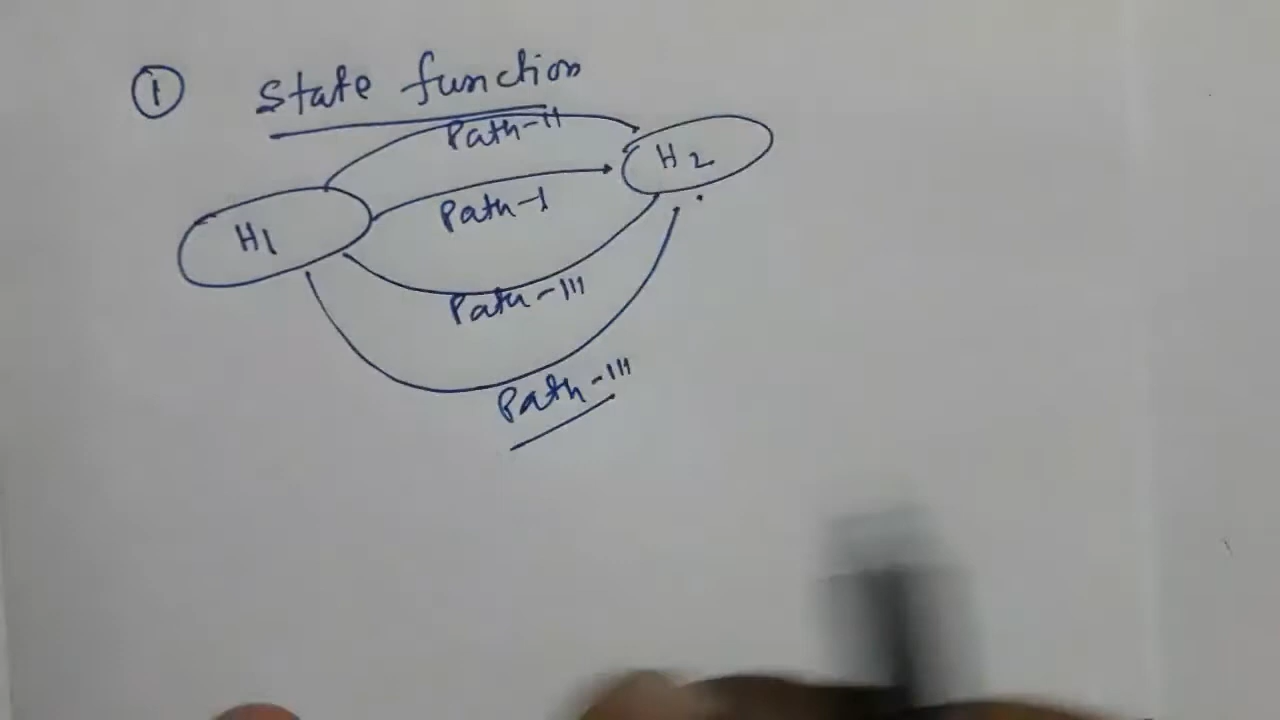 ① State function
Path-II
H2
Path-I
H1
Path-III
Path-III